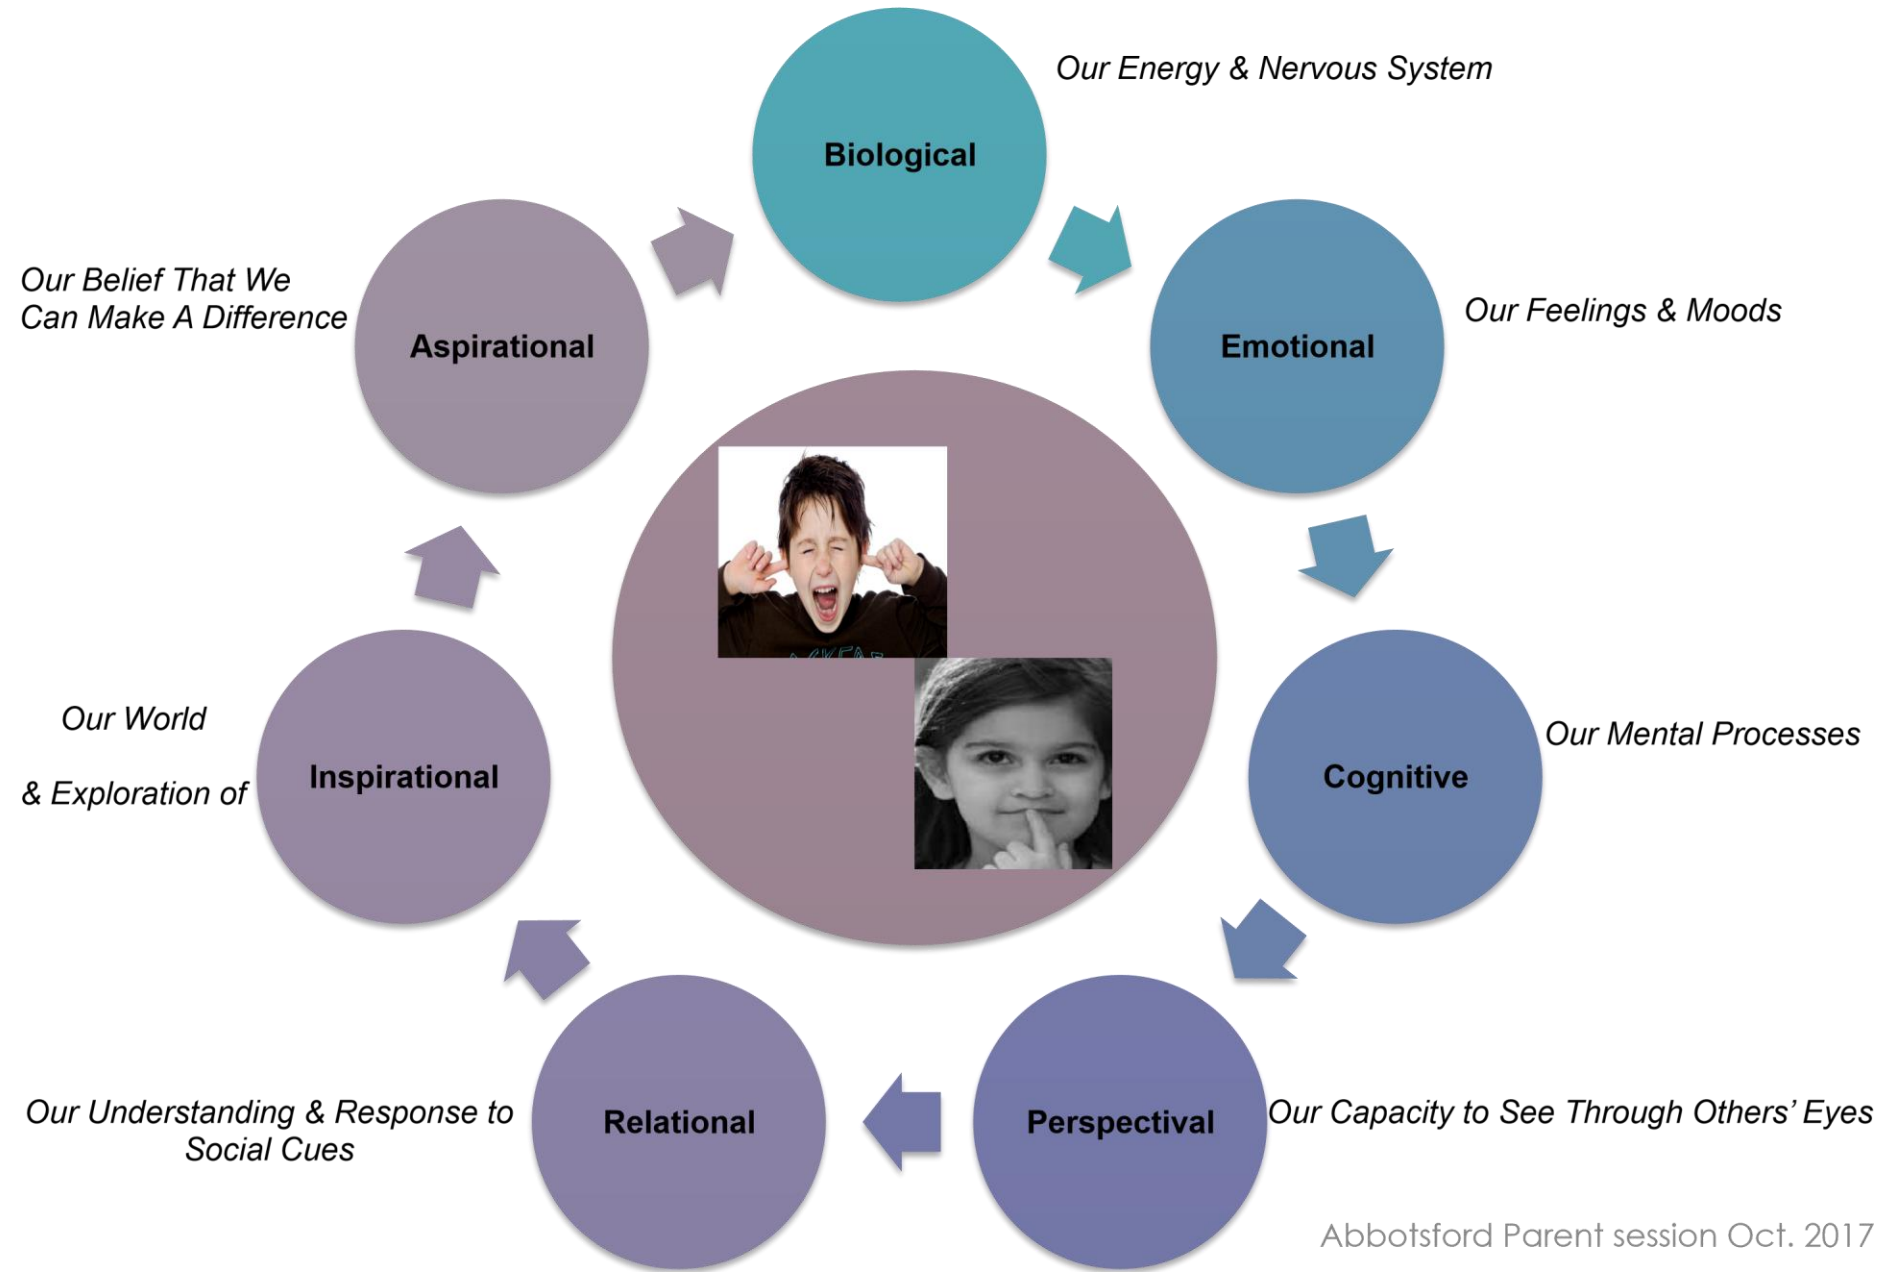 Biological
Our Energy & Nervous System
Emotional
Our Feelings & Moods
Cognitive
Our Mental Processes
Perspectival
Our Capacity to See Through Others’ Eyes
Relational
Our Understanding & Response to
Social Cues
Inspirational
Our World
& Exploration of
Aspirational
Our Belief That We
Can Make A Difference
Abbotsford Parent session Oct. 2017